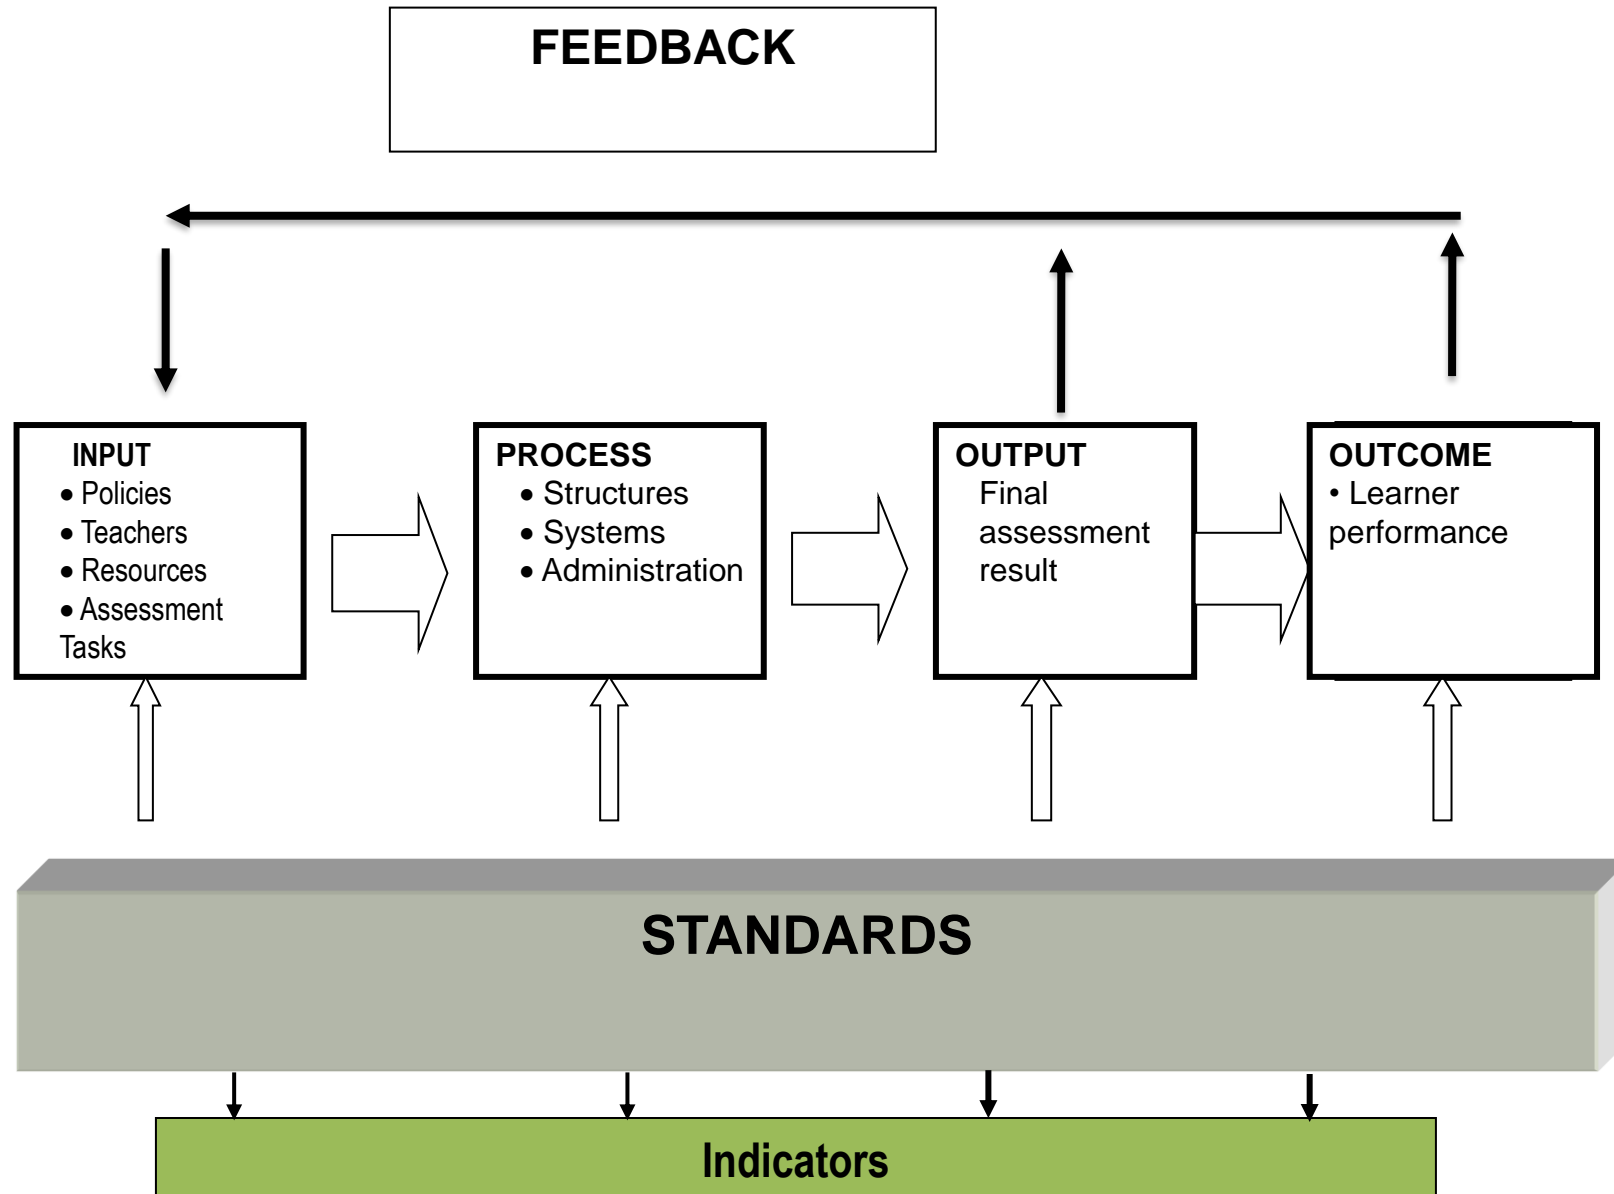 FEEDBACK
INPUT
• Policies
• Teachers
• Resources
• Assessment
Tasks
PROCESS
• Structures
• Systems
• Administration
OUTPUT
Final
assessment
result
OUTCOME
• Learner
performance
STANDARDS
Indicators